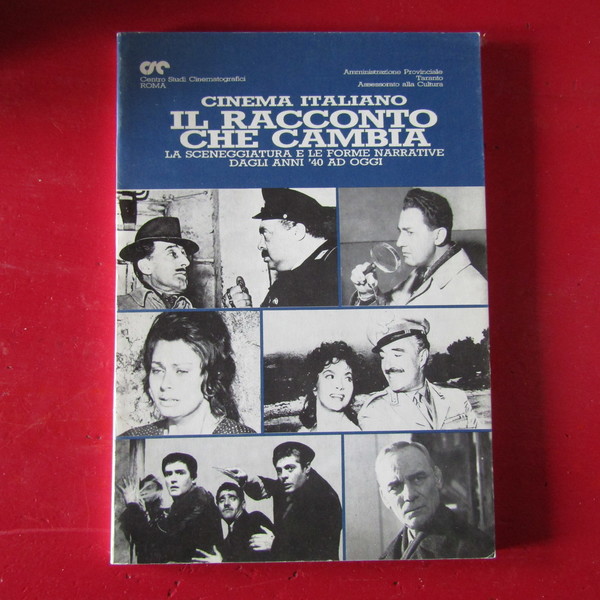 csc
Centro Studi Cinematografici
ROMA
Amministrazione Provinciale
Taranto
Assessorato alla Cultura
CINEMA ITALIANO
IL RACCONTO
CHE CAMBIA
LA SCENEGGIATURA E LE FORME NARRATIVE
DAGLI ANNI '40 AD OGGI